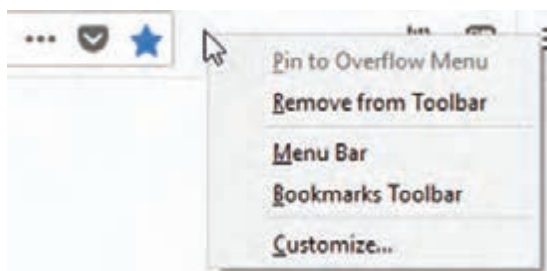 Pin to Overflow Menu
Remove from Toolbar
Menu Bar
Bookmarks Toolbar
Customize...